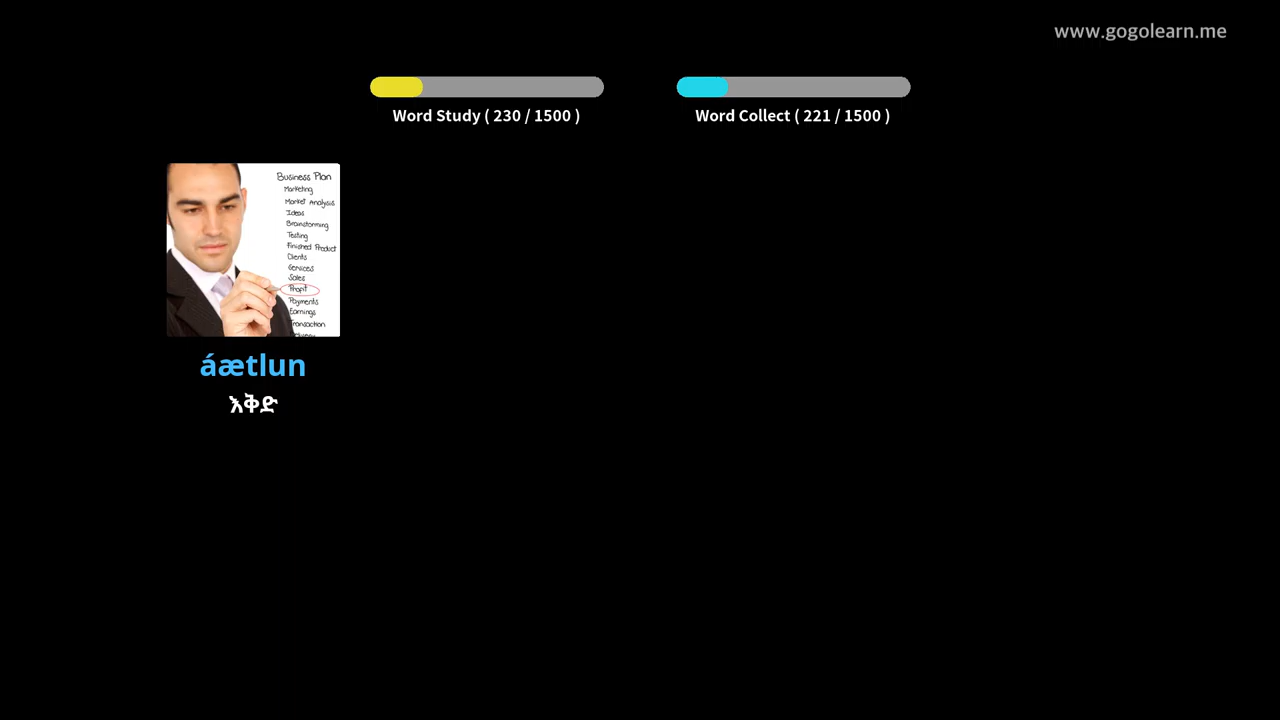 www.gogolearn.me
Word Study ( 230 / 1500 )
Word Collect ( 221 / 1500 )
Business Plan
Marketing
Market Analysis
Ideas
Brainstorming
Testing
Finished Product
Clients
Services
Sales
Profit
Payments
Earnings
Transaction
áætlun
እቅድ